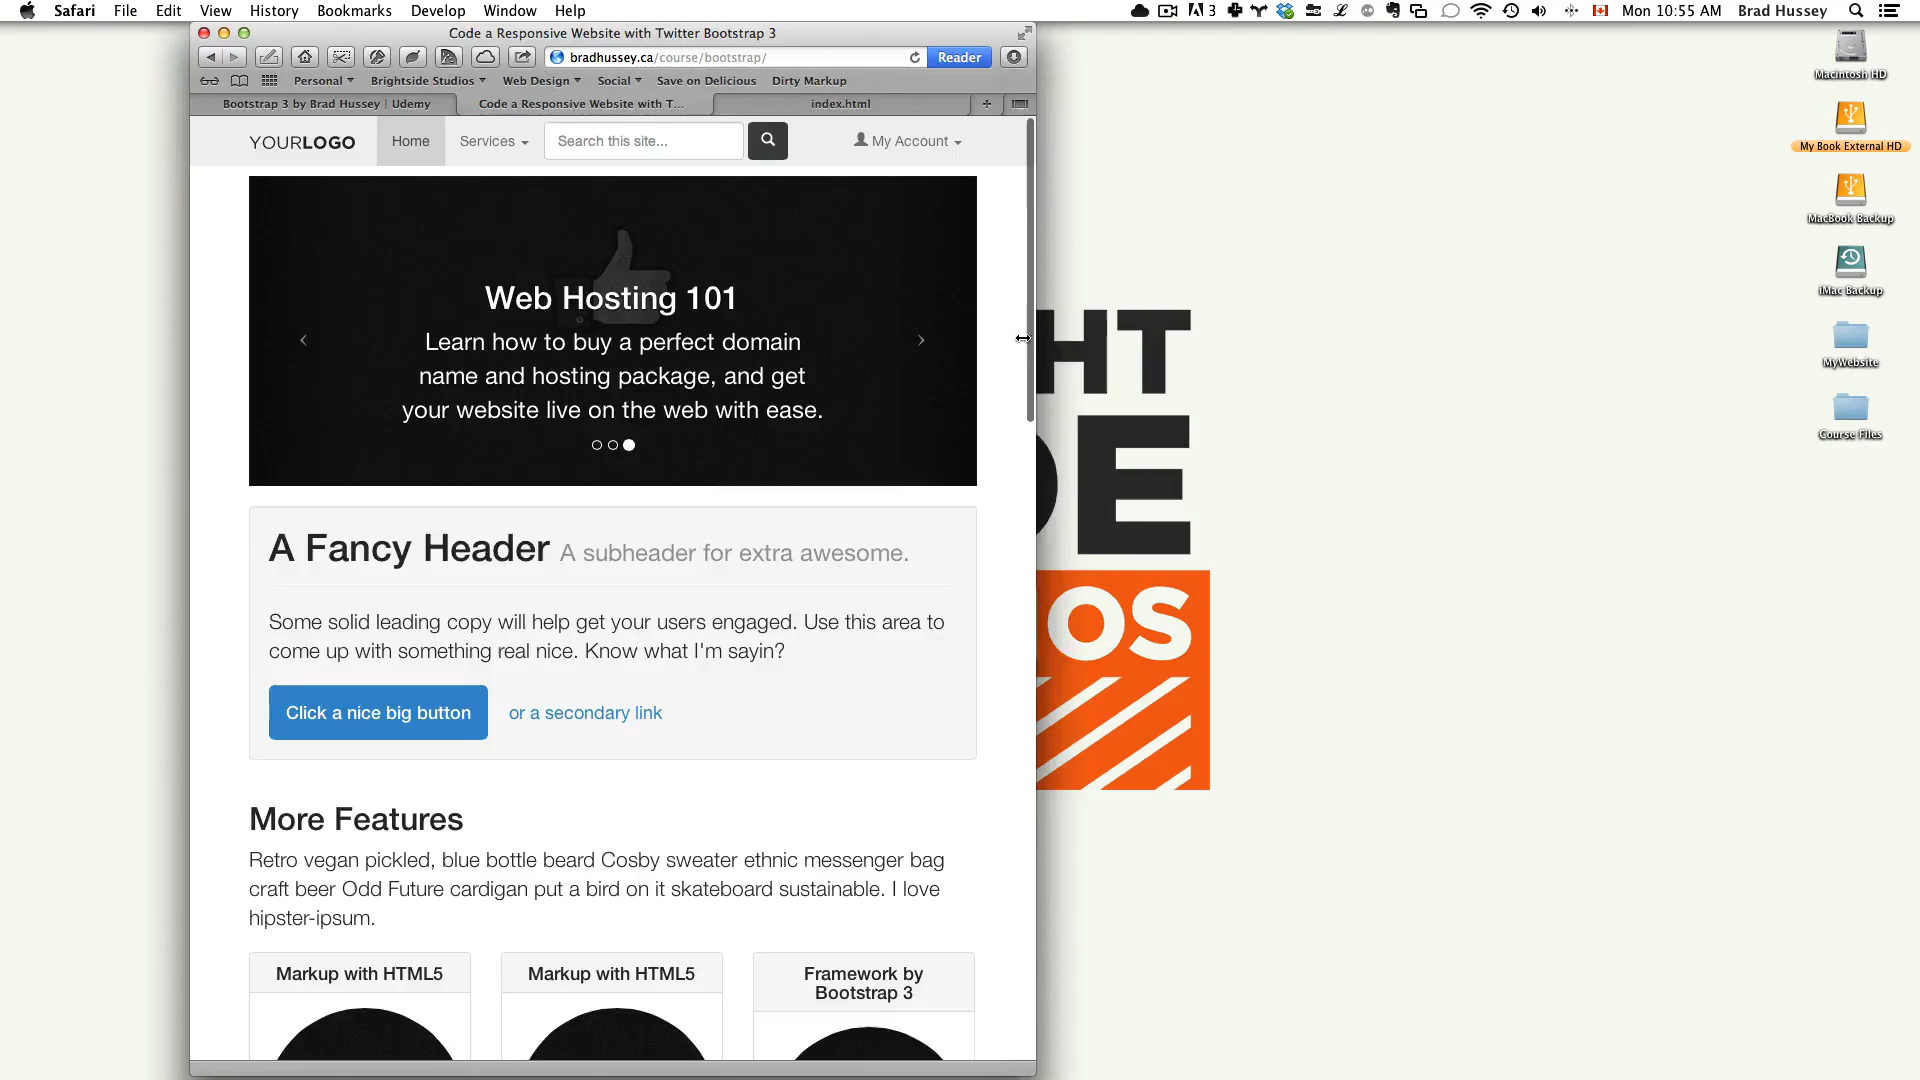 Safari File Edit View History Bookmarks Develop Window Help
3 Mon 10:55 AM Brad Hussey
Code a Responsive Website with Twitter Bootstrap 3
bradhussey.ca/course/bootstrap/ Reader
Personal Brightside Studios Web Design Social Save on Delicious Dirty Markup
Bootstrap 3 by Brad Hussey | Udemy Code a Responsive Website with T... index.html
YOURLOGO Home Services Search this site... My Account
Web Hosting 101
Learn how to buy a perfect domain
name and hosting package, and get
your website live on the web with ease.
A Fancy Header A subheader for extra awesome.
Some solid leading copy will help get your users engaged. Use this area to
come up with something real nice. Know what I'm sayin?
Click a nice big button or a secondary link
More Features
Retro vegan pickled, blue bottle beard Cosby sweater ethnic messenger bag
craft beer Odd Future cardigan put a bird on it skateboard sustainable. I love
hipster-ipsum.
Markup with HTML5 Markup with HTML5 Framework by
Bootstrap 3
HT
DE
OS
Macintosh HD
My Book External HD
MacBook Backup
iMac Backup
MyWebsite
Course Files